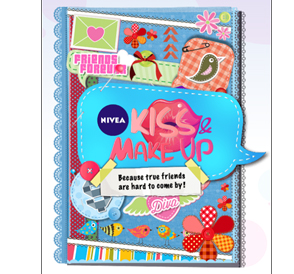 FRIENDS
FOREVER
NIVEA
KISS &
MAKE UP
Because true friends
are hard to come by!
Diva